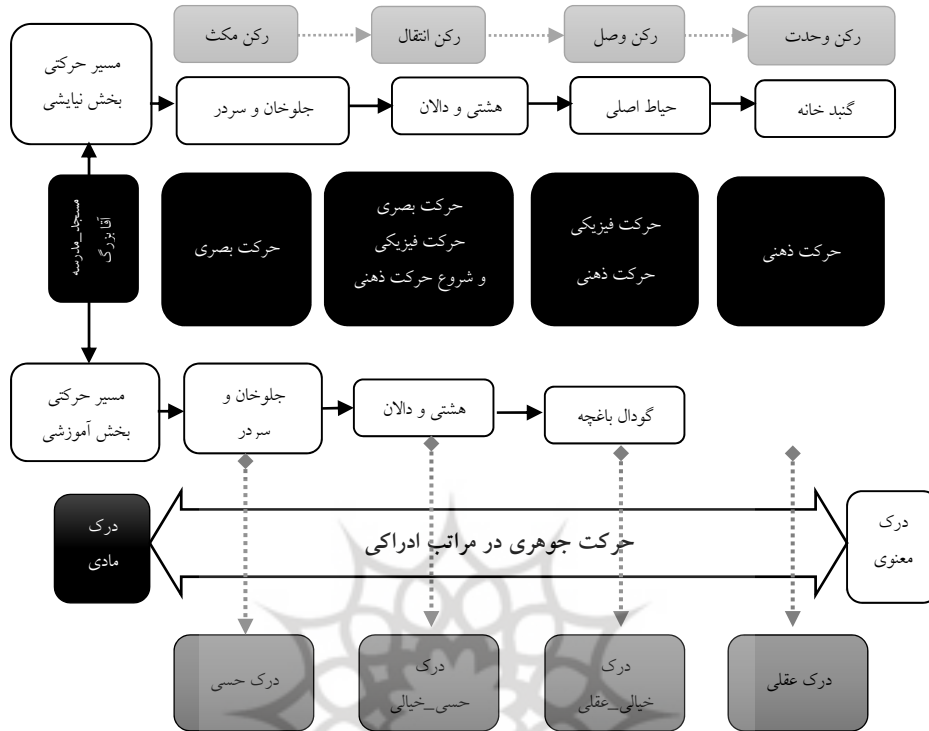 رکن مکث
رکن انتقال
رکن وصل
رکن وحدت
مسیر حرکتی
بخش نیایشی
جلوخان و سردر
هشتی و دالان
حیاط اصلی
گنبد خانه
مسجد_مدرسه
آقا بزرگ
حرکت بصری
حرکت بصری
حرکت فیزیکی
و شروع حرکت ذهنی
حرکت فیزیکی
حرکت ذهنی
حرکت ذهنی
مسیر حرکتی
بخش آموزشی
جلوخان و
سردر
هشتی و دالان
گودال باغچه
درک
مادی
حرکت جوهری در مراتب ادراکی
درک
معنوی
درک حسی
درک
حسی_خیالی
درک
خیالی_عقلی
درک عقلی